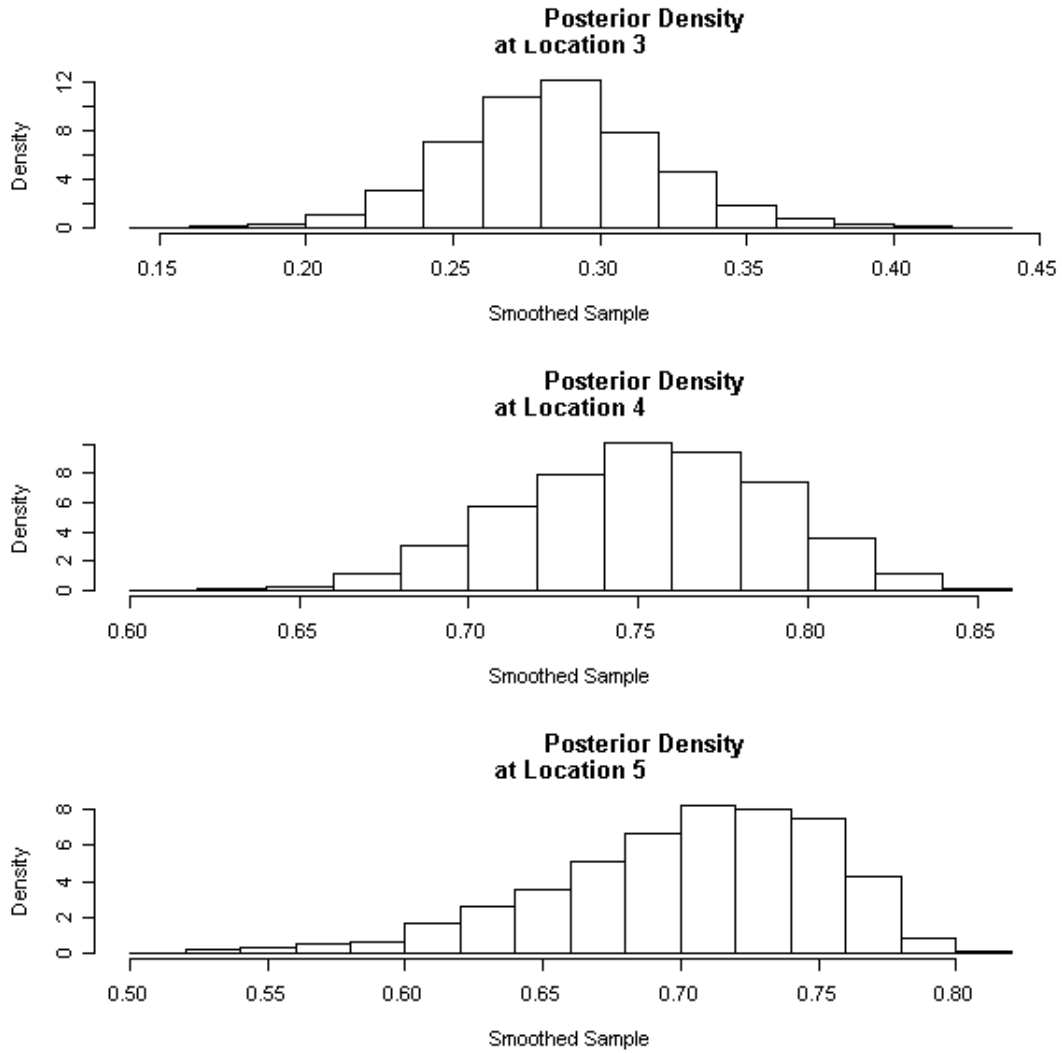 Posterior Density
at Location 3
Density
0 4 8 12
0.15 0.20 0.25 0.30 0.35 0.40 0.45
Smoothed Sample
Posterior Density
at Location 4
Density
0 2 4 6 8
0.60 0.65 0.70 0.75 0.80 0.85
Smoothed Sample
Posterior Density
at Location 5
Density
0 2 4 6 8
0.50 0.55 0.60 0.65 0.70 0.75 0.80
Smoothed Sample